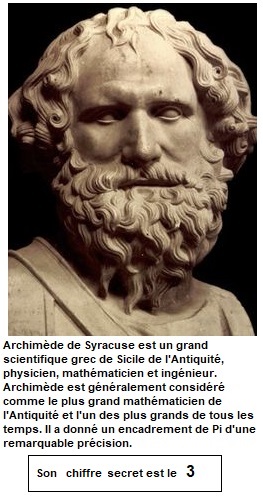 Archimède de Syracuse est un grand
scientifique grec de Sicile de l'Antiquité,
physicien, mathématicien et ingénieur.
Archimède est généralement considéré
comme le plus grand mathématicien de
l'Antiquité et l'un des plus grands de tous les
temps. Il a donné un encadrement de Pi d'une
remarquable précision.
Son chiffre secret est le 3